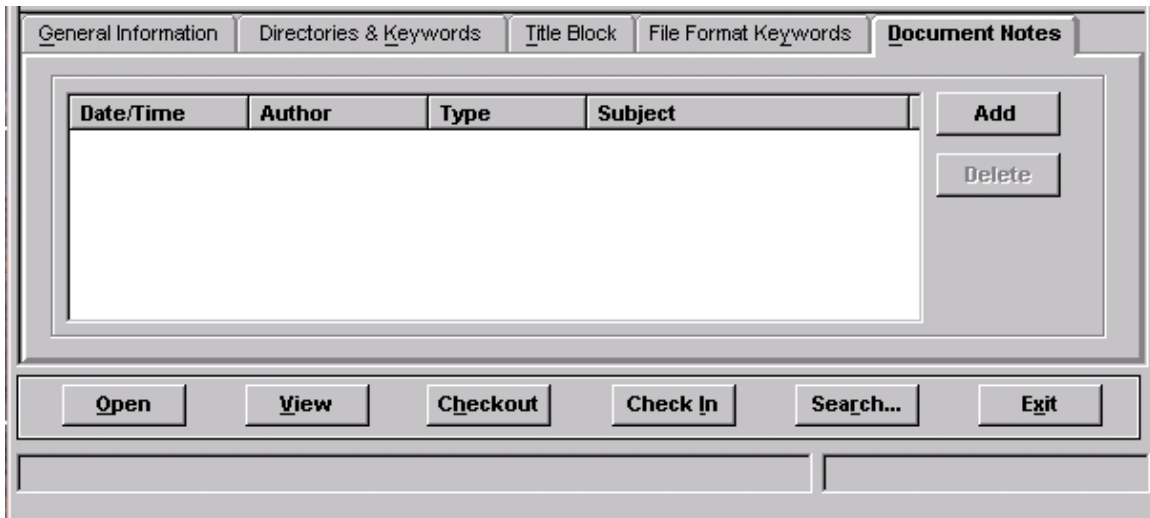 General Information Directories & Keywords Title Block File Format Keywords Document Notes
Date/Time Author Type Subject Add
Delete
Open View Checkout Check In Search... Exit